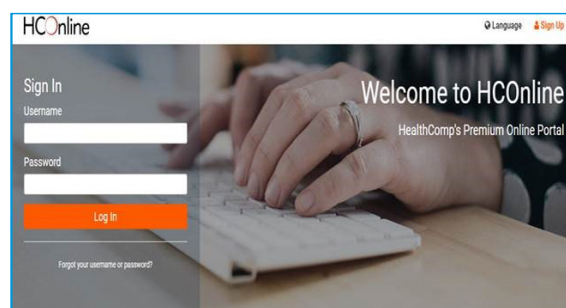 HCOnline
Language Sign Up
Sign In
Username
Password
Log In
Forgot your username or password?
Welcome to HCOnline
HealthComp's Premium Online Portal